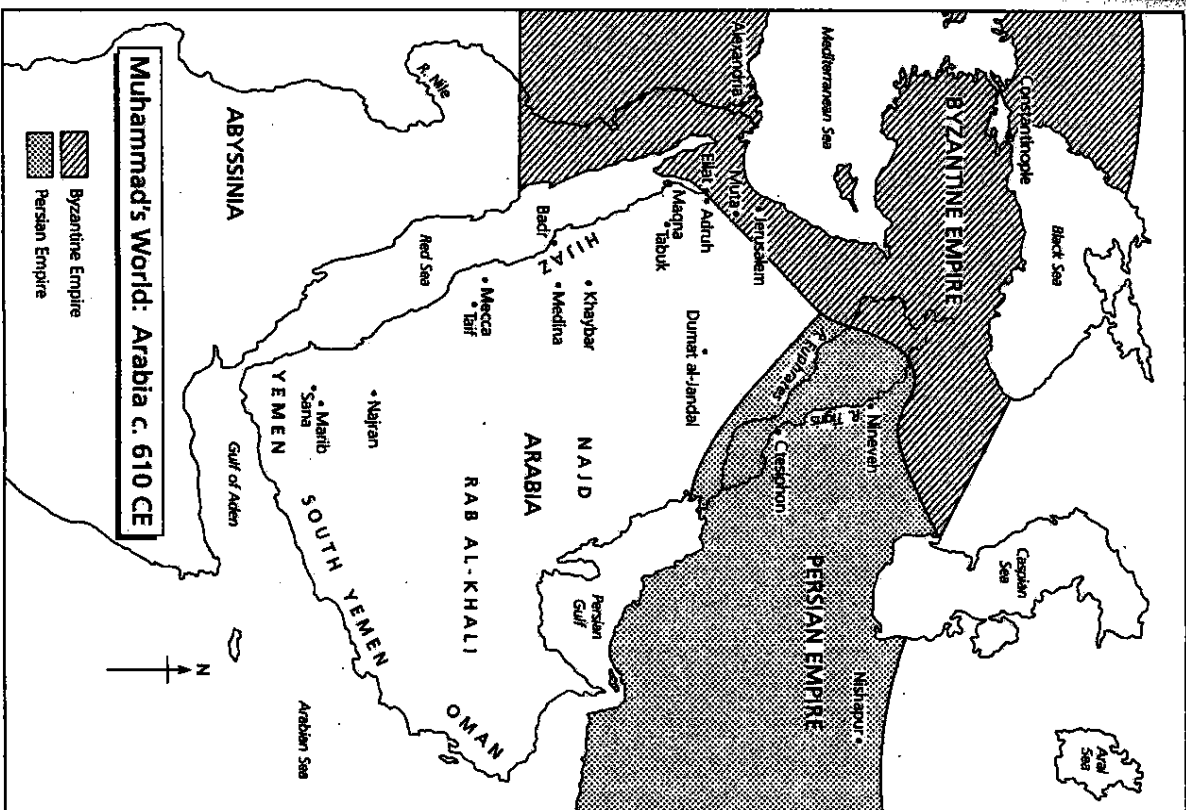 Muhammad's World: Arabia c. 610 CE
Byzantine Empire
Persian Empire
Constantinople
Black Sea
Caspian
Sea
Aral
Sea
BYZANTINE EMPIRE
Mediterranean Sea
Alexandria
Nineveh
Nishapur
R. Tigris
R. Euphrates
Ctesiphon
PERSIAN EMPIRE
Jerusalem
Muta
Eilat
Adruh
Maqna
Tabuk
Dumat al-Jandal
HIJAZ
Khaybar
Medina
Badr
NAJD
ARABIA
Persian
Gulf
R. Nile
Red Sea
Mecca
Taif
RAB AL-KHALI
OMAN
Najran
Marib
Sana
YEMEN
SOUTH YEMEN
ABYSSINIA
Gulf of Aden
Arabian Sea
N